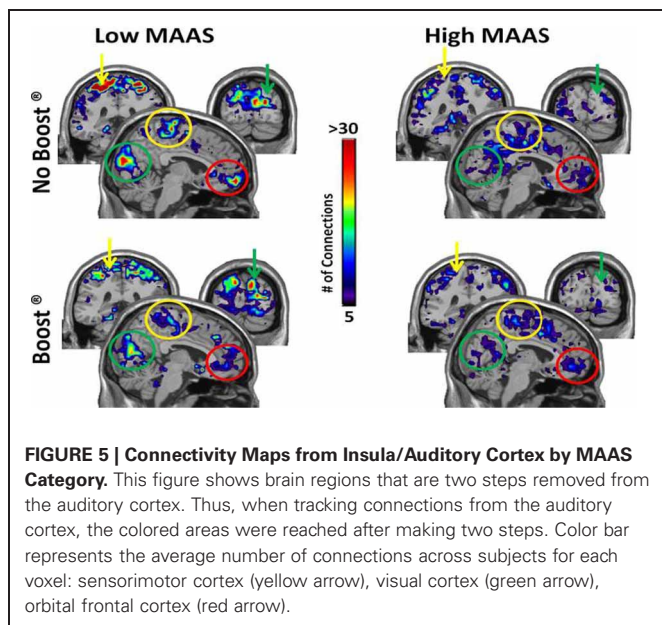 Low MAAS
High MAAS
No Boost ®
>30
# of Connections
5
Boost ®
FIGURE 5 | Connectivity Maps from Insula/Auditory Cortex by MAAS
Category. This figure shows brain regions that are two steps removed from
the auditory cortex. Thus, when tracking connections from the auditory
cortex, the colored areas were reached after making two steps. Color bar
represents the average number of connections across subjects for each
voxel: sensorimotor cortex (yellow arrow), visual cortex (green arrow),
orbital frontal cortex (red arrow).